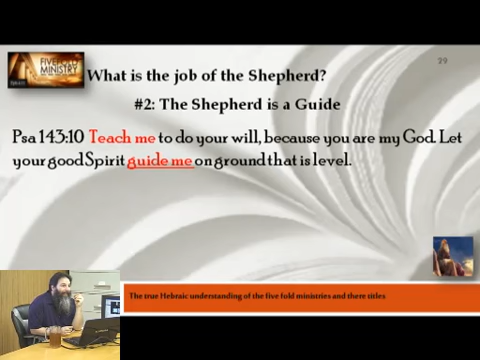 FIVEFOLD
MINISTRY
29
What is the job of the Shepherd?
#2: The Shepherd is a Guide
Psa 143:10 Teach me to do your will, because you are my God. Let
your good Spirit guide me on ground that is level.
The true Hebraic understanding of the five fold ministries and there titles